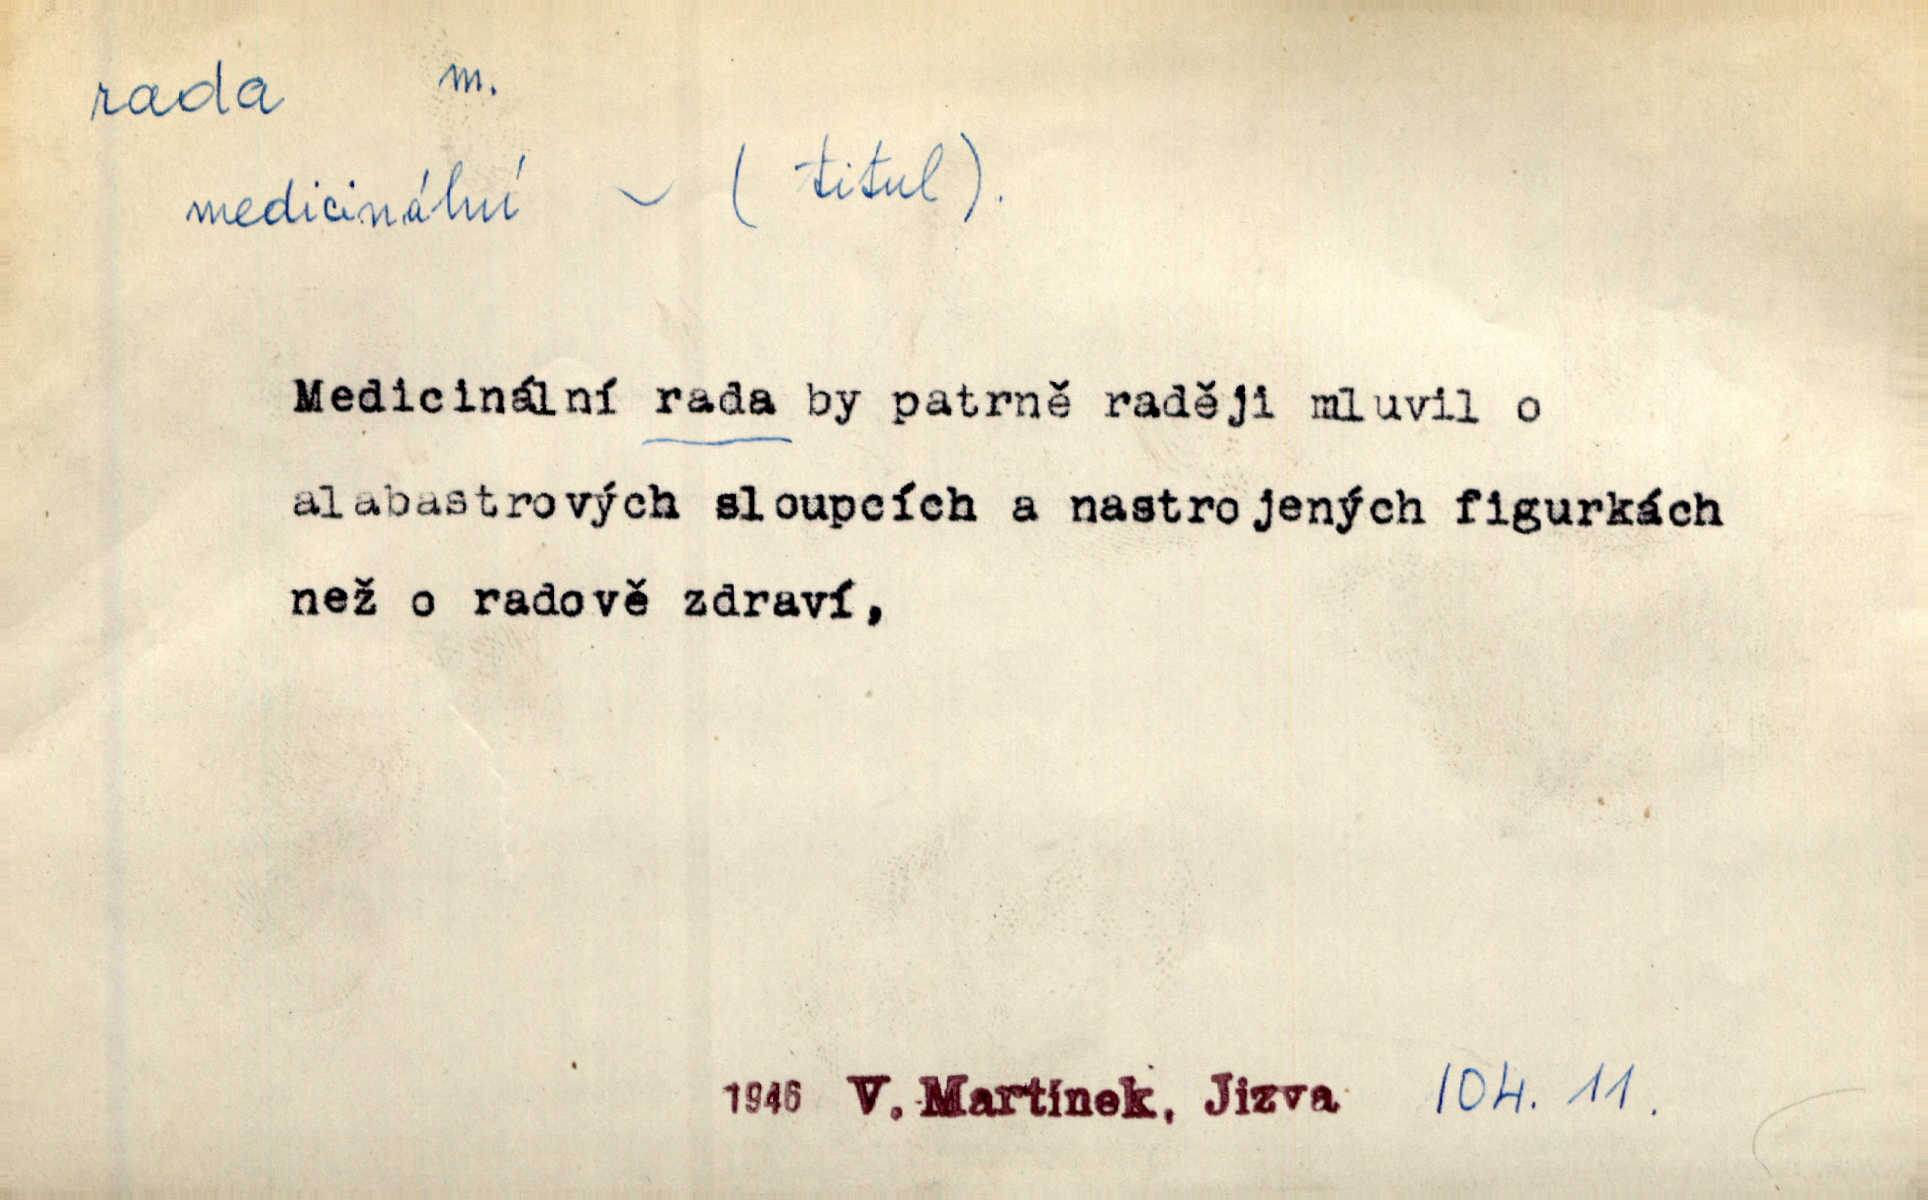 rada m.
medicinální ~ (titul).
Medicinální rada by patrně raději mluvil o
alabastrových sloupcích a nastrojených figurkách
než o radově zdraví,
1946 V. Martínek, Jizva 104. 11.